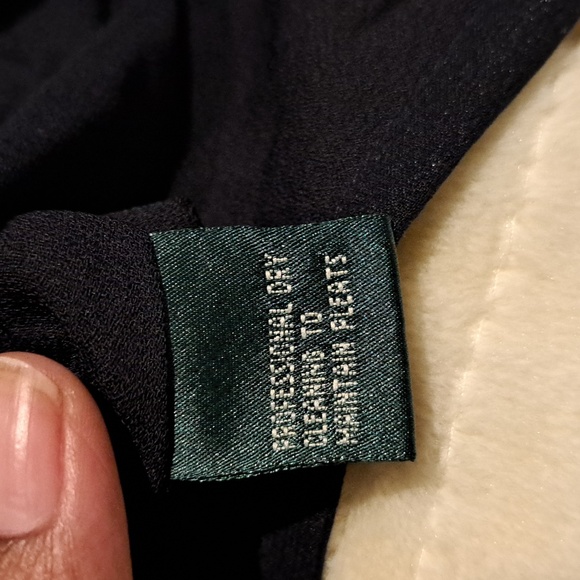 PROFESSIONAL DRY
CLEANING TO
MAINTAIN PLEATS